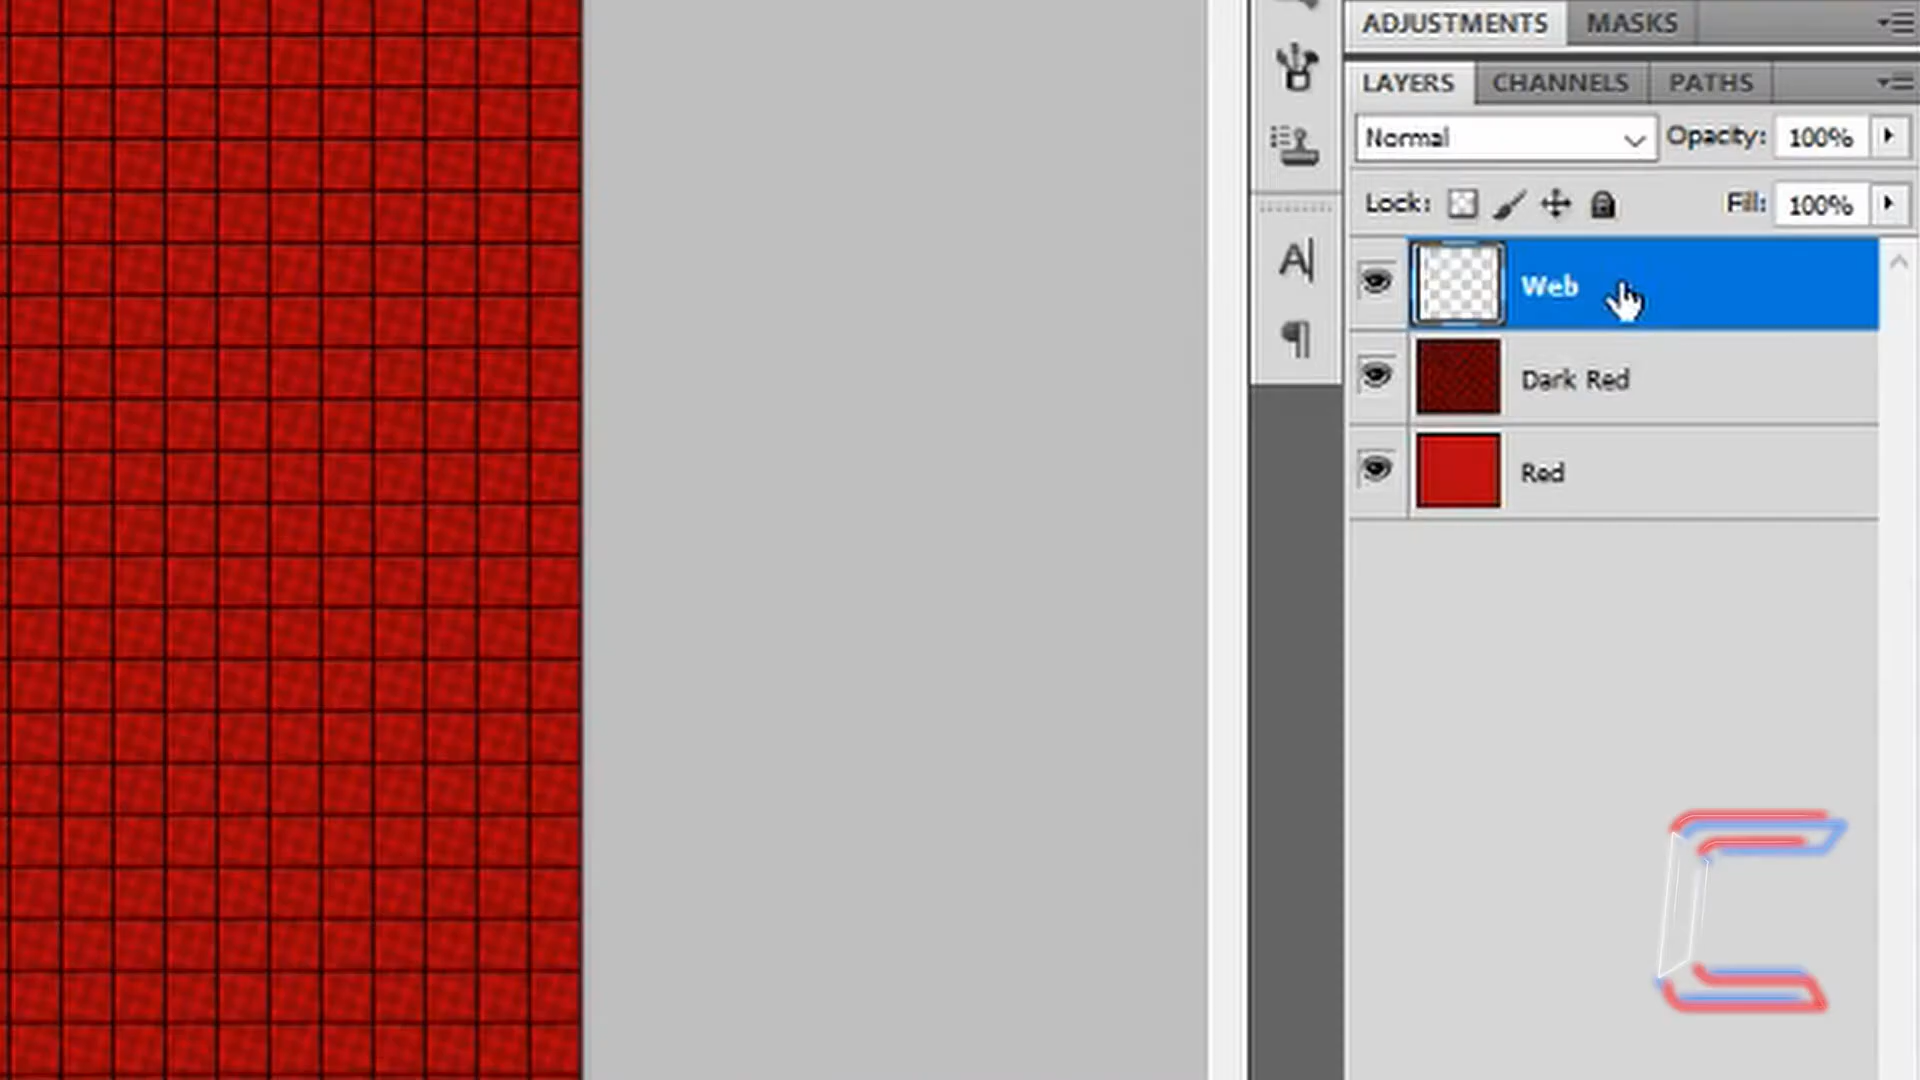 ADJUSTMENTS MASKS
LAYERS CHANNELS PATHS
Normal Opacity: 100%
Lock: Fill: 100%
Web
Dark Red
Red